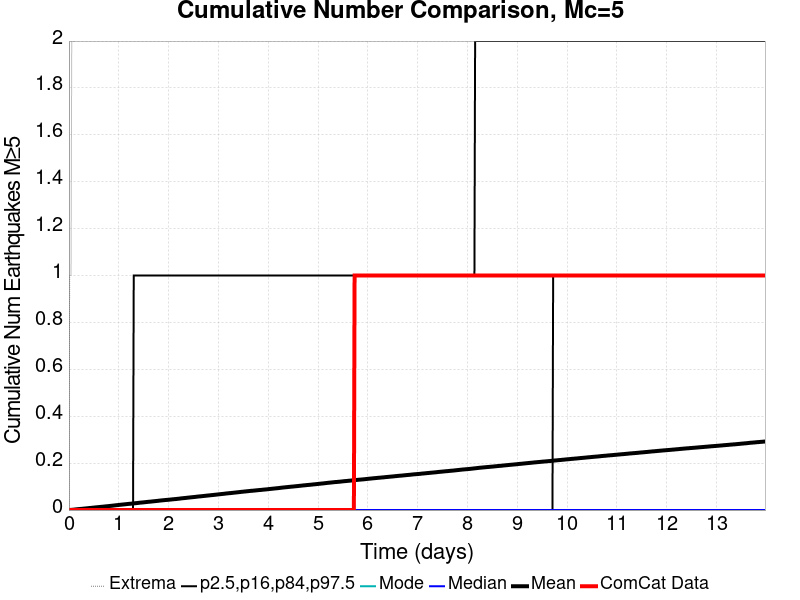 Cumulative Number Comparison, Mc=5
Cumulative Num Earthquakes M≥5
2
1.8
1.6
1.4
1.2
1
0.8
0.6
0.4
0.2
0
0 1 2 3 4 5 6 7 8 9 10 11 12 13
Time (days)
Extrema p2.5,p16,p84,p97.5 Mode Median Mean ComCat Data